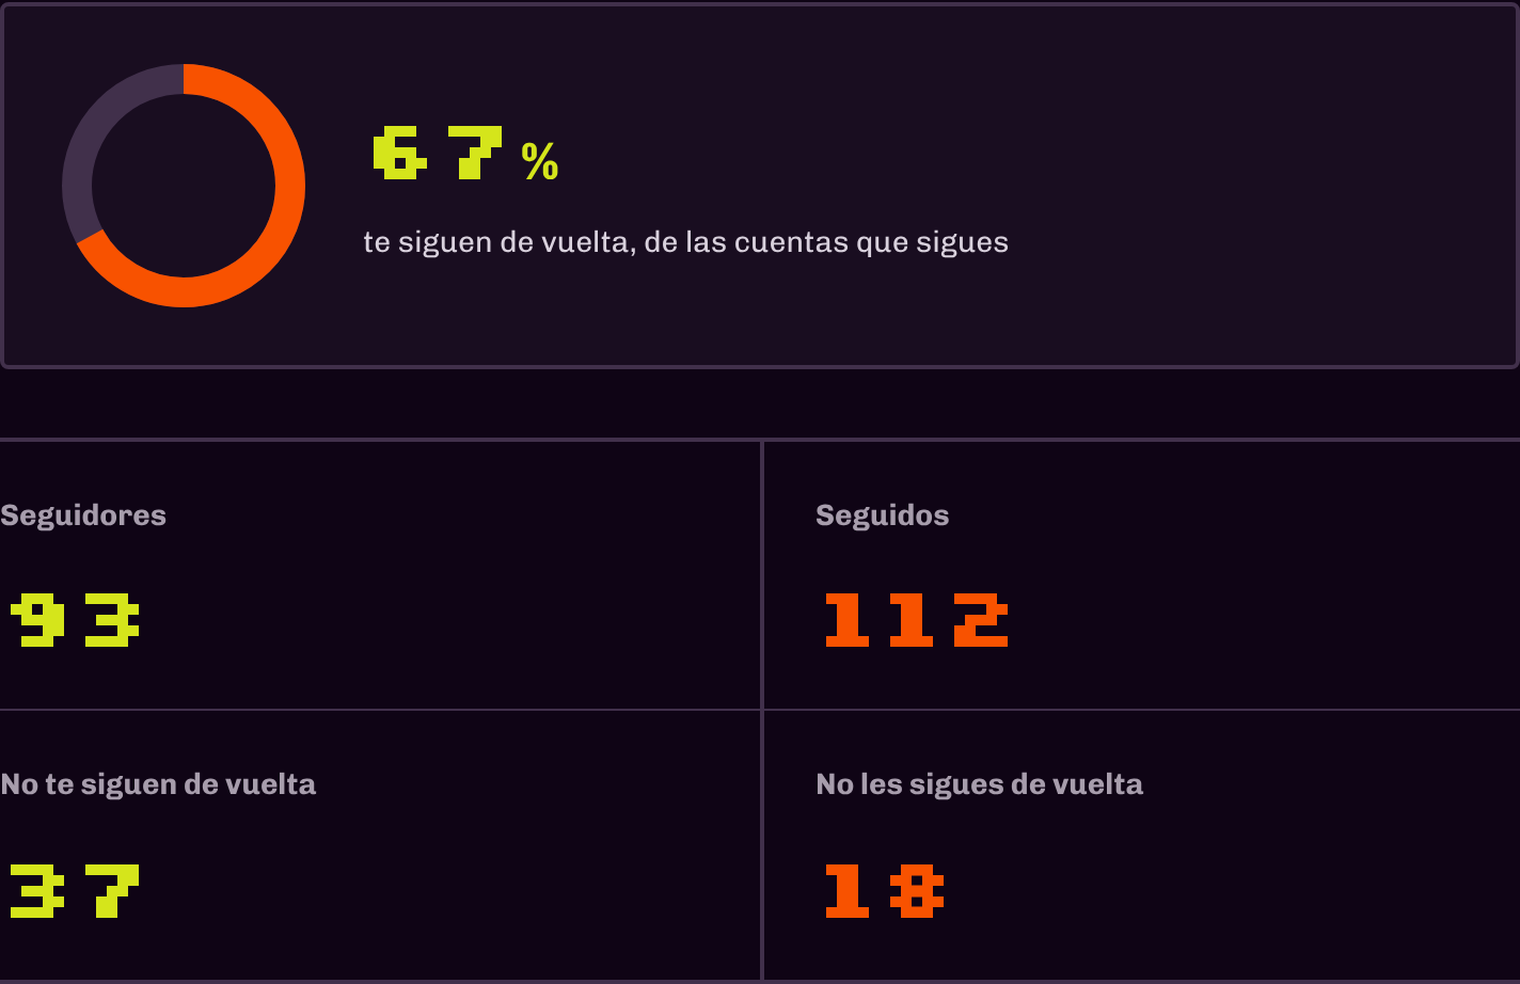 67%
te siguen de vuelta, de las cuentas que sigues
Seguidores
93
Seguidos
112
No te siguen de vuelta
37
No les sigues de vuelta
18